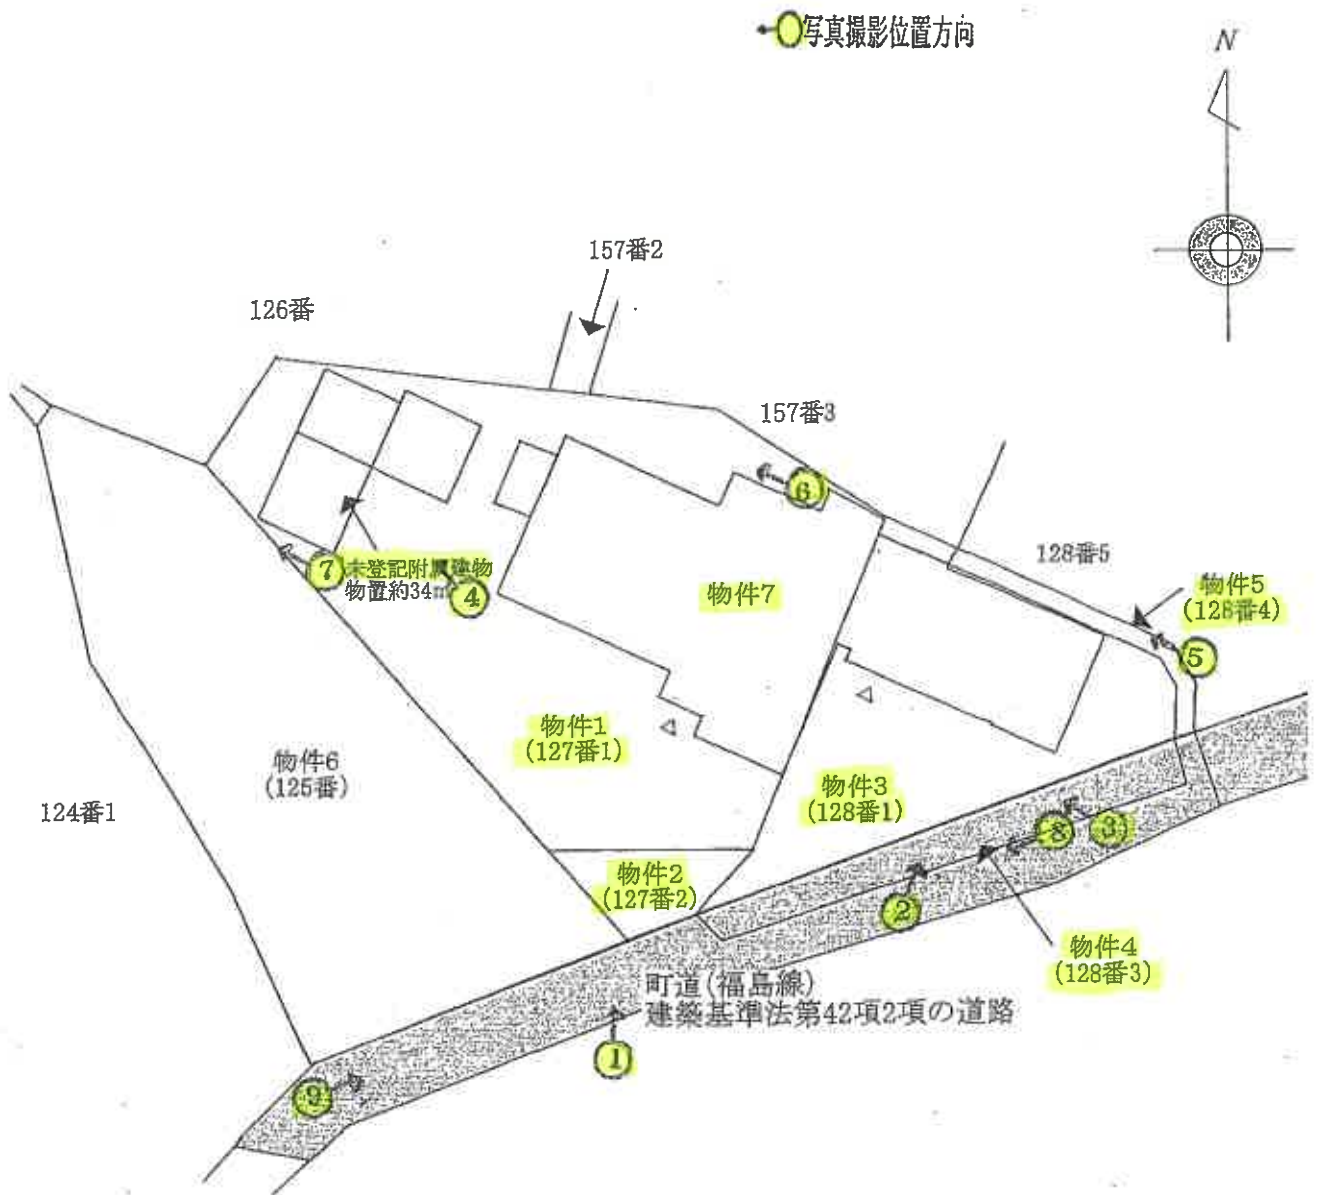 写真撮影位置方向
N
157番2
126番
157番3
6
128番5
物件5
(128番4)
7
未登記附属建物
物置約34㎡
4
物件7
5
物件1
(127番1)
物件6
(125番)
物件3
(128番1)
124番1
8
3
物件2
(127番2)
2
物件4
(128番3)
町道(福島線)
建築基準法第42項2項の道路
1
9